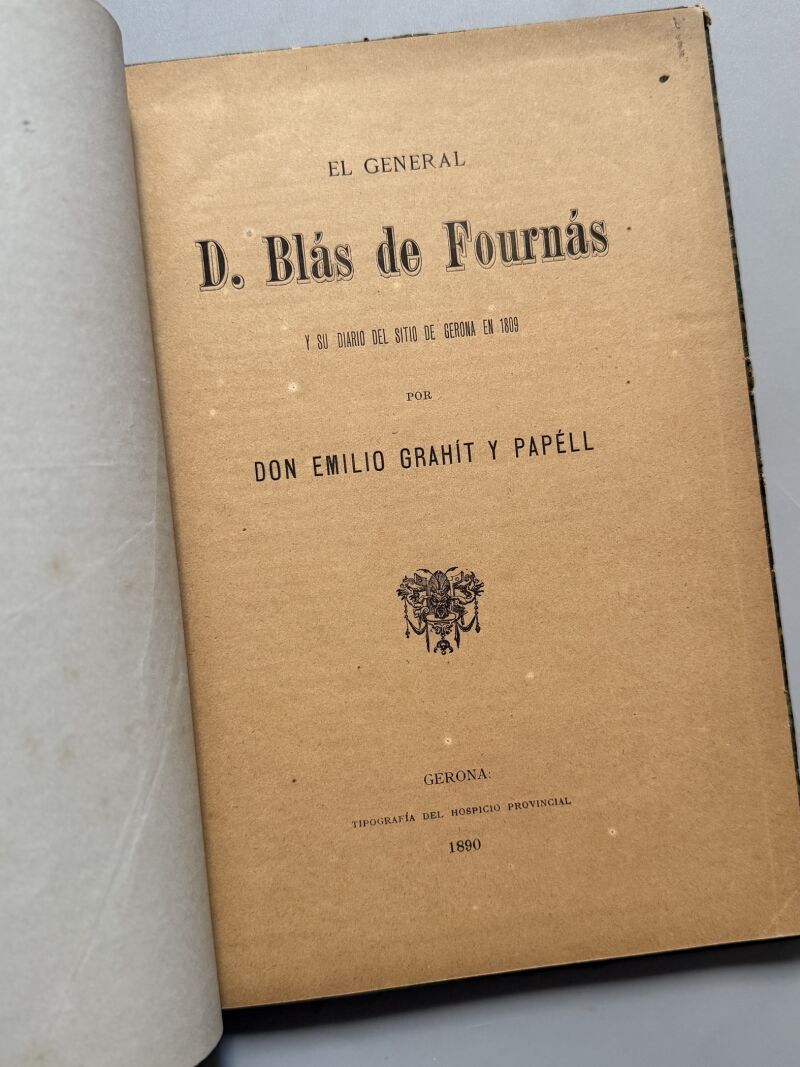 EL GENERAL
D. Blás de Fournás
Y SU DIARIO DEL SITIO DE GERONA EN 1809
POR
DON EMILIO GRAHÍT Y PAPÉLL
GERONA:
TIPOGRAFÍA DEL HOSPICIO PROVINCIAL
1890